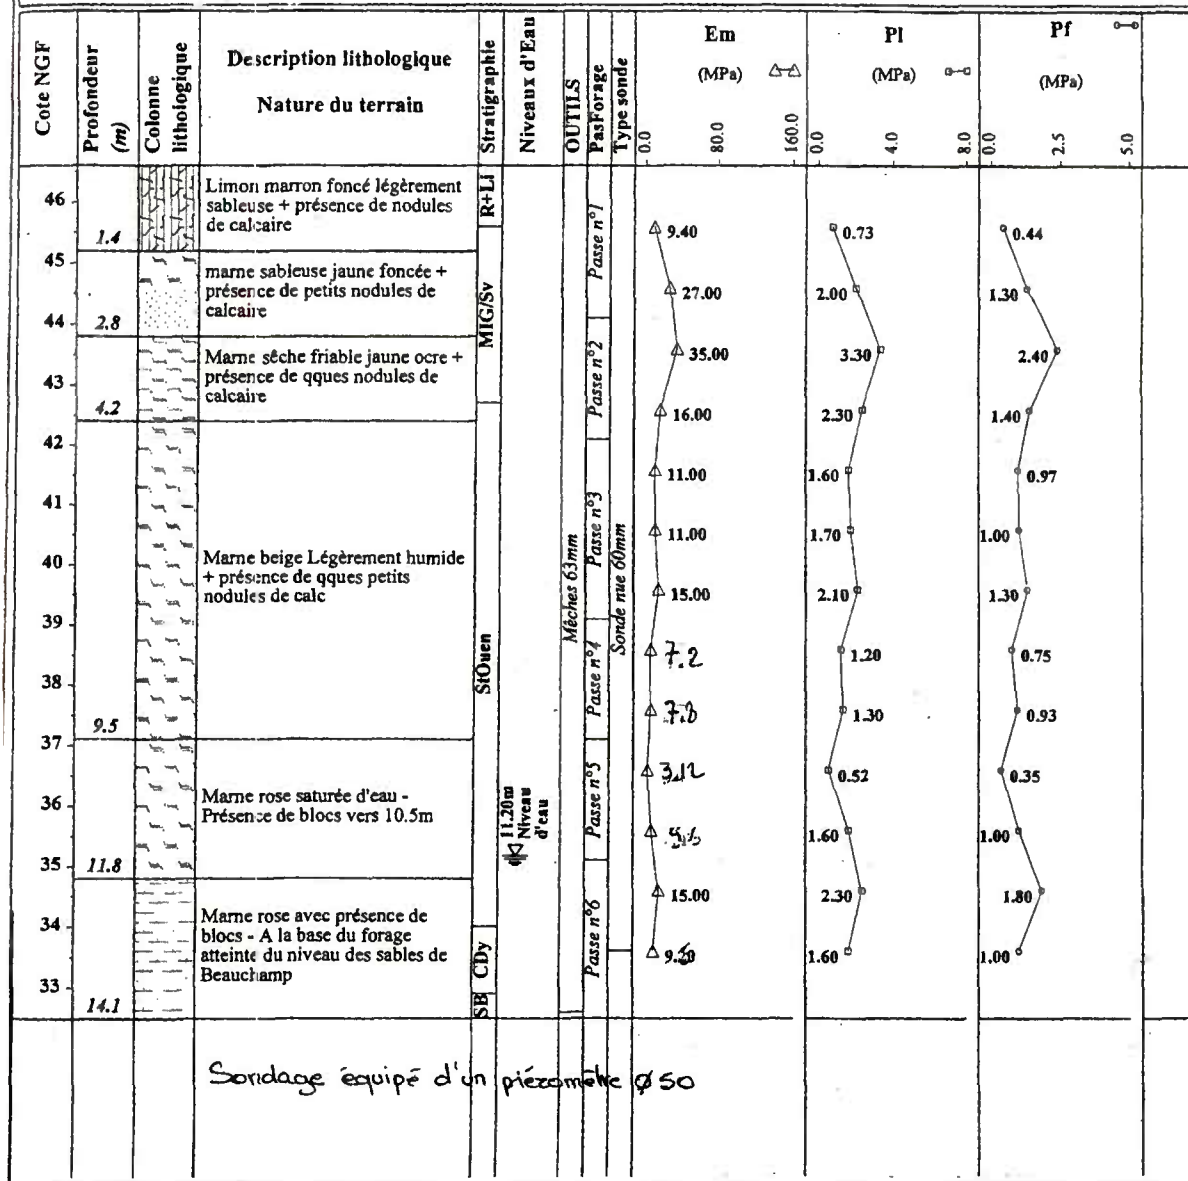 Cote NGF
Profondeur
(m)
Colonne
lithologique
Description lithologique
Nature du terrain
Stratigraphie
Niveaux d'Eau
OUTILS
PasForage
Type sonde
Em
(MPa)
0.0
80.0
160.0
Pl
(MPa)
0.0
4.0
8.0
Pf
(MPa)
0.0
2.5
5.0
46
45
44
43
42
41
40
39
38
37
36
35
34
33
1.4
2.8
4.2
9.5
11.8
14.1
Limon marron foncé légèrement
sableuse + présence de nodules
de calcaire
marne sableuse jaune foncée +
présence de petits nodules de
calcaire
Marne sêche friable jaune ocre +
présence de qques nodules de
calcaire
Marne beige Légèrement humide
+ présence de qques petits
nodules de calc
Marne rose saturée d'eau -
Présence de blocs vers 10.5m
Marne rose avec présence de
blocs - A la base du forage
atteinte du niveau des sables de
Beauchamp
R+Li
MIG/Sv
StOuen
CDy
SB
11.20m
Niveau
d'eau
Mêches 63mm
Passe n°1
Passe n°2
Passe n°3
Passe n°4
Passe n°5
Passe n°6
Sonde nue 60mm
9.40
27.00
35.00
16.00
11.00
11.00
15.00
7.2
3.12
15.00
0.73
2.00
3.30
2.30
1.60
1.70
2.10
1.20
1.30
0.52
1.60
2.30
1.60
0.44
1.30
2.40
1.40
0.97
1.00
1.30
0.75
0.93
0.35
1.00
1.80
1.00
Sondage équipé d'un piézomètre Ø 50